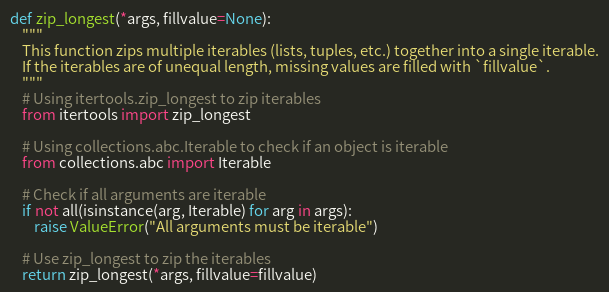 def zip_longest(*args, fillvalue=None):
    """
    This function zips multiple iterables (lists, tuples, etc.) together into a single iterable.
    If the iterables are of unequal length, missing values are filled with `fillvalue`.
    """
    # Using itertools.zip_longest to zip iterables
    from itertools import zip_longest

    # Using collections.abc.Iterable to check if an object is iterable
    from collections.abc import Iterable

    # Check if all arguments are iterable
    if not all(isinstance(arg, Iterable) for arg in args):
        raise ValueError("All arguments must be iterable")

    # Use zip_longest to zip the iterables
    return zip_longest(*args, fillvalue=fillvalue)